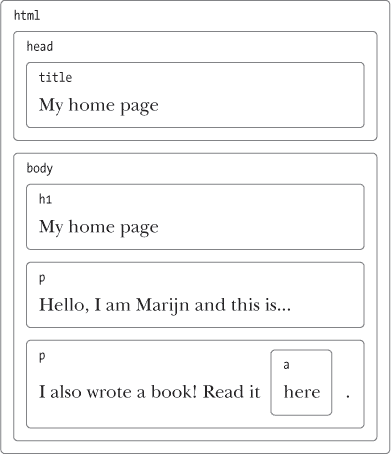 html
head
title
My home page
body
h1
My home page
p
Hello, I am Marijn and this is...
p
a
I also wrote a book! Read it here .